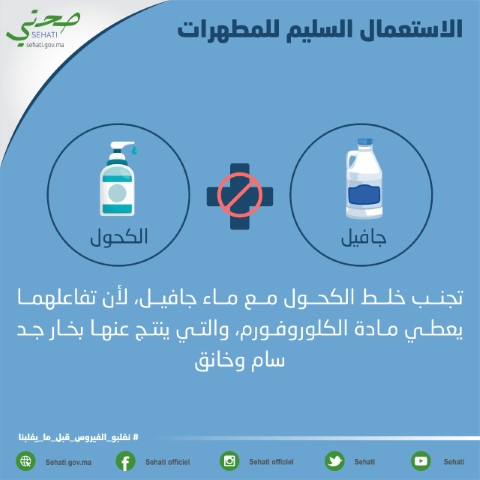 صحتي
SEHATI
sehati.gov.ma
الاستعمال السليم للمطهرات
جافيل
الكحول
تجنب خلط الكحول مع ماء جافيل، لأن تفاعلهما
يعطي مادة الكلوروفورم، والتي ينتج عنها بخار جد
سام وخانق
# نغلبو_الفيروس_قبل_ما_يغلبنا
Sehati.gov.ma
Sehati officiel
Sehati officiel
Sehati
Sehati